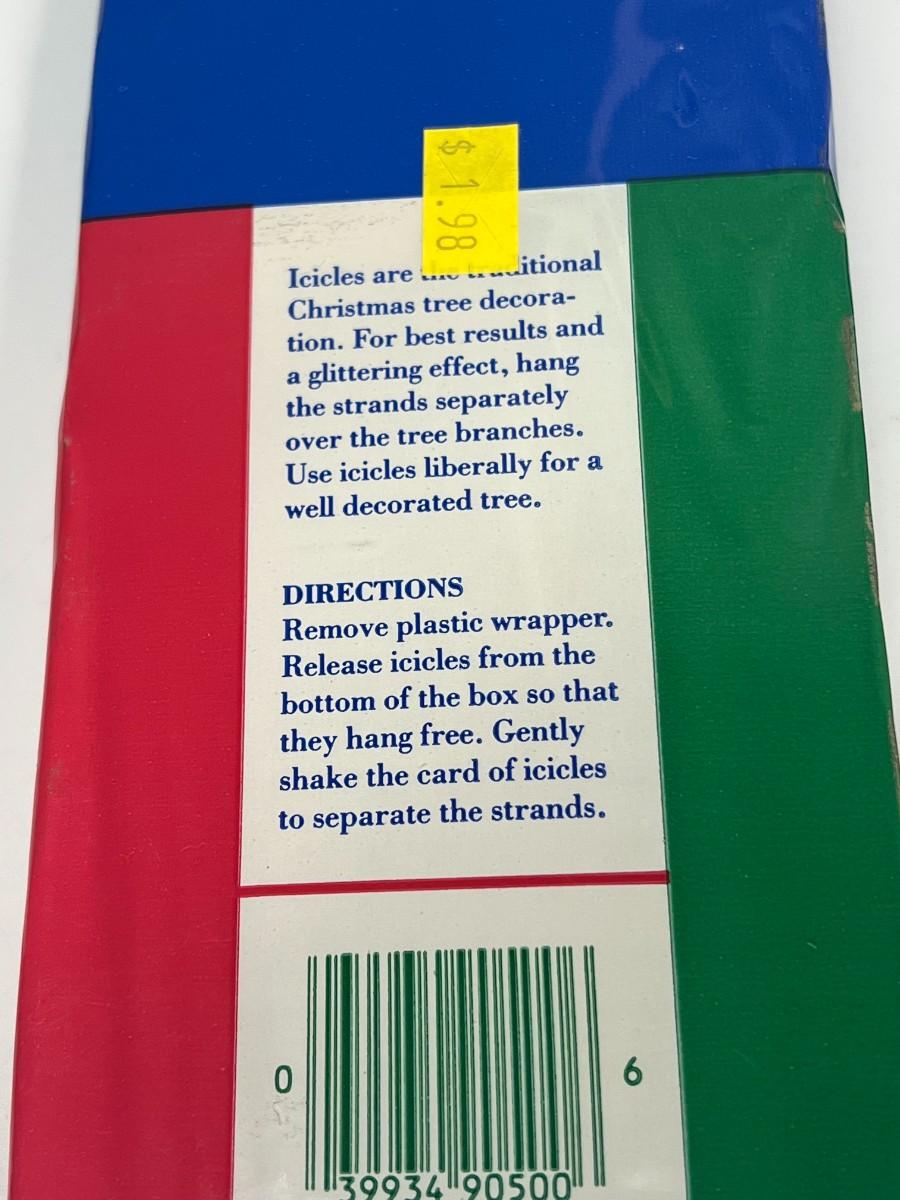 $1.98
Icicles are the traditional
Christmas tree decora-
tion. For best results and
a glittering effect, hang
the strands separately
over the tree branches.
Use icicles liberally for a
well decorated tree.
DIRECTIONS
Remove plastic wrapper.
Release icicles from the
bottom of the box so that
they hang free. Gently
shake the card of icicles
to separate the strands.
0 39934 90500 6